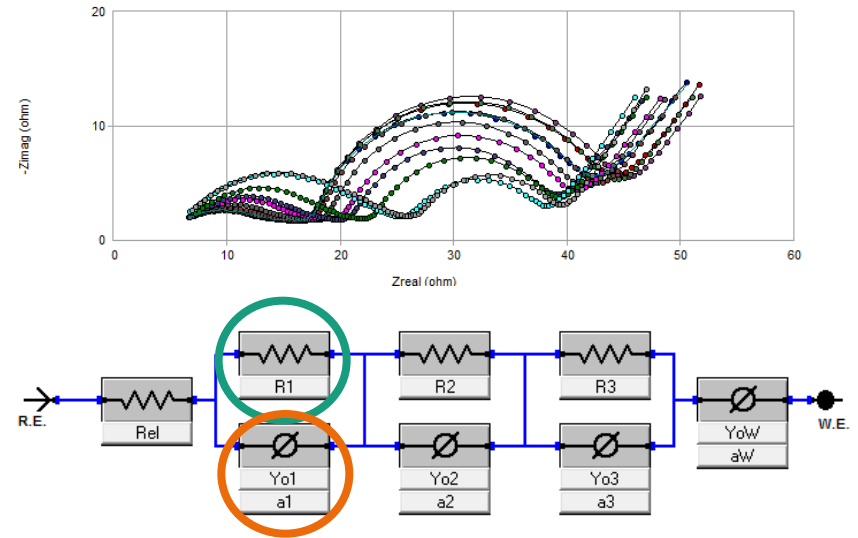 20
10
0
-Zimag (ohm)
0 10 20 30 40 50 60
Zreal (ohm)
R1 R2 R3
R.E. Rel YoW W.E.
aW
Yo1 Yo2 Yo3
a1 a2 a3